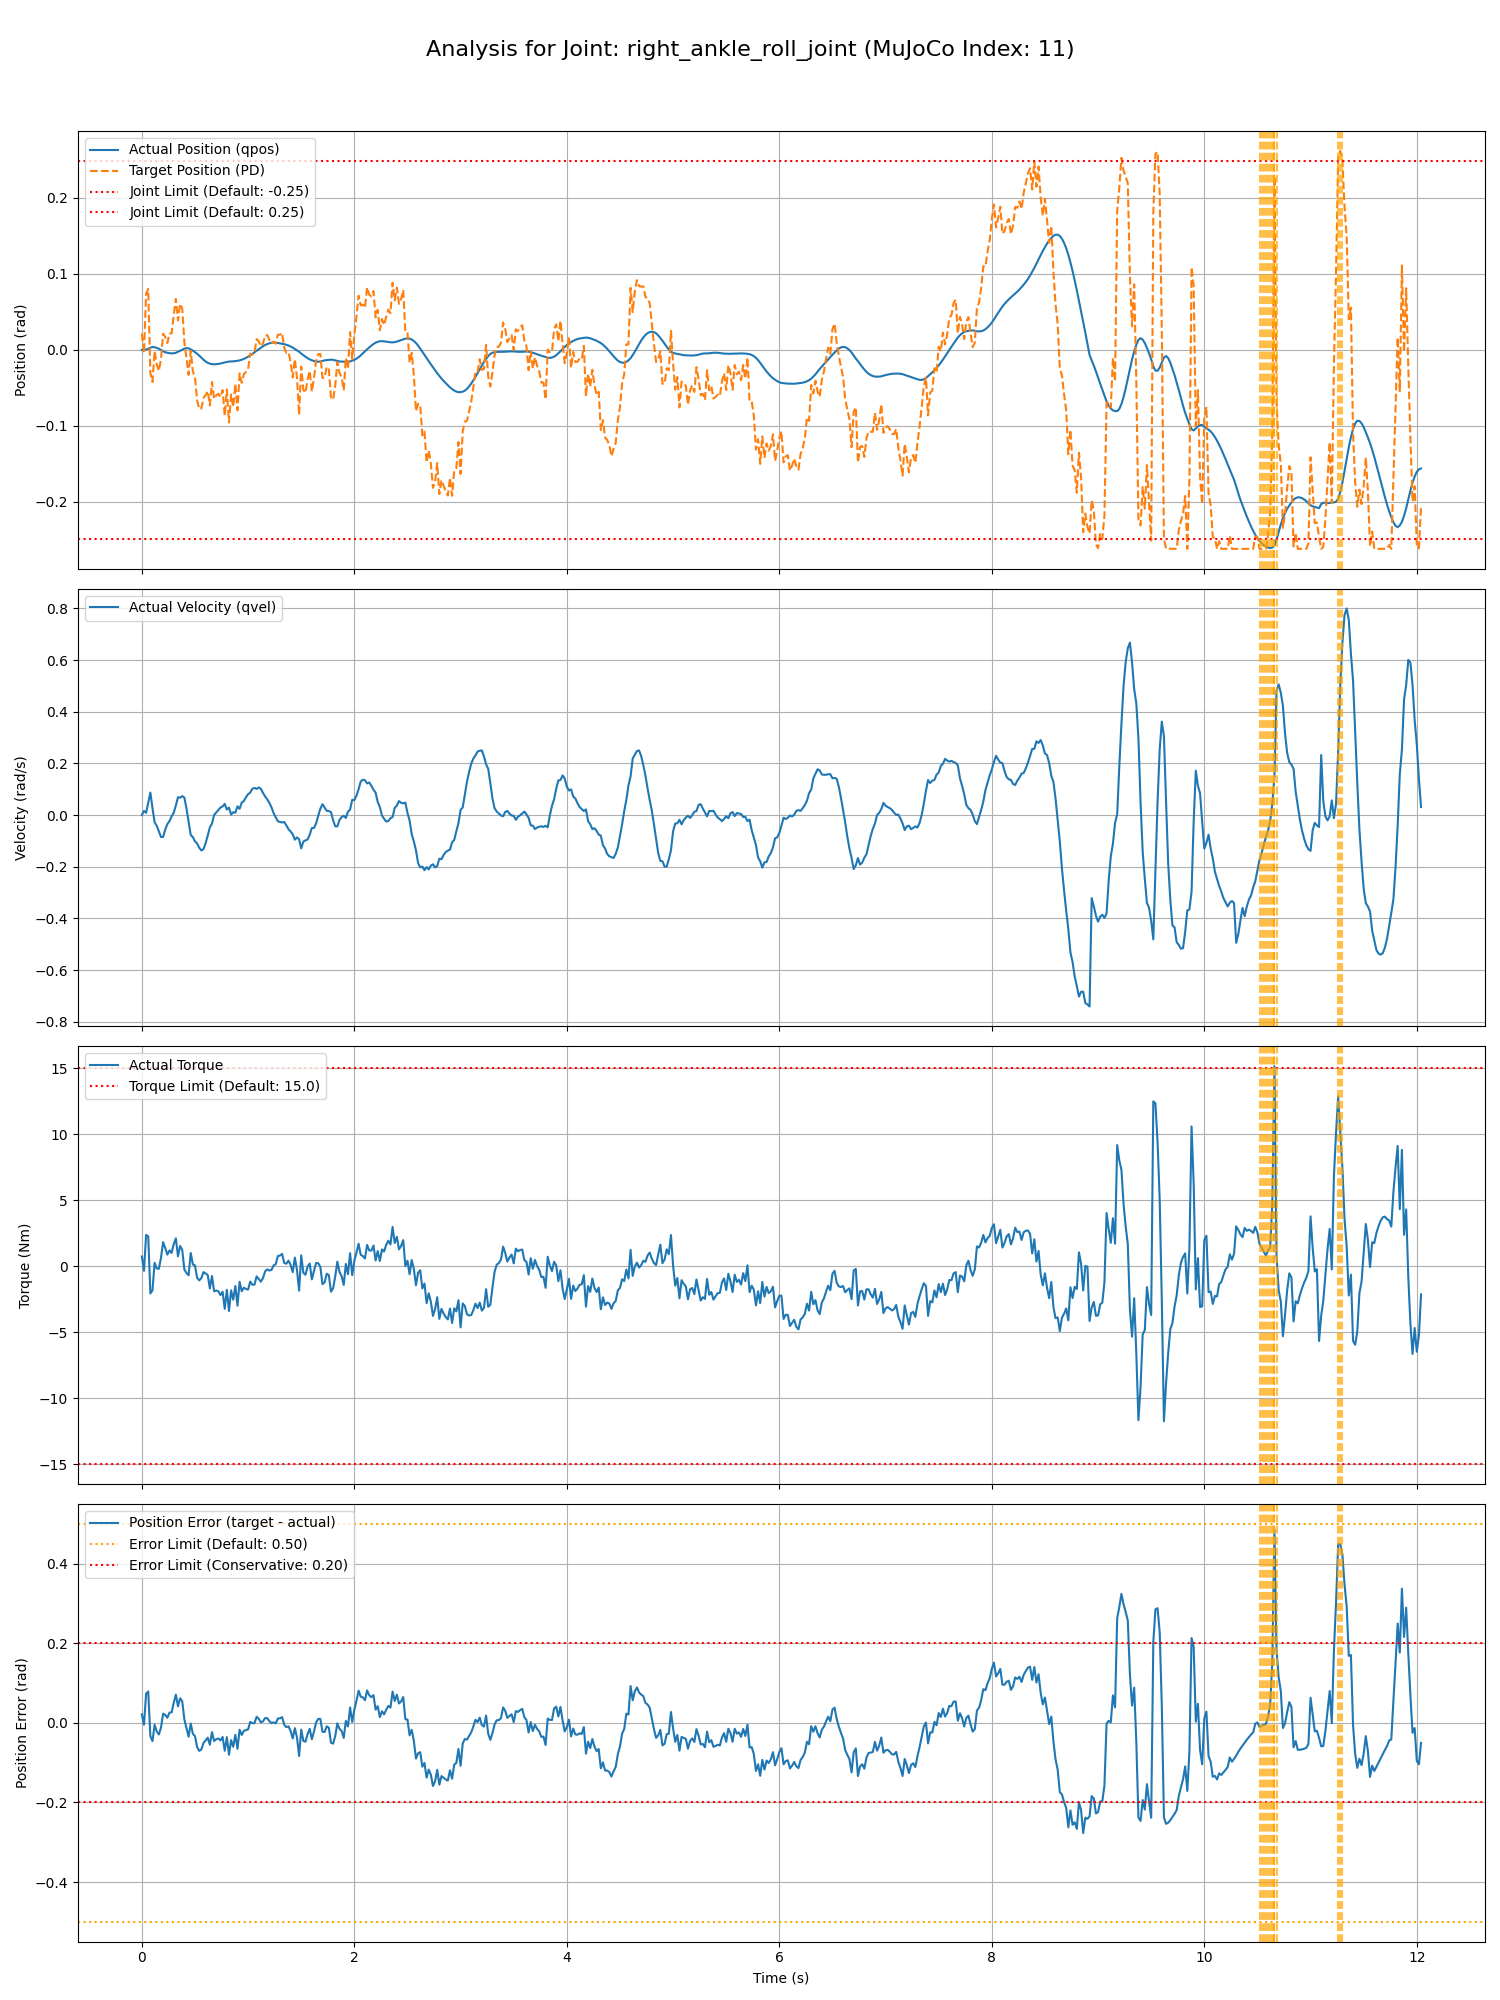 Analysis for Joint: right_ankle_roll_joint (MuJoCo Index: 11)
Actual Position (qpos)
Target Position (PD)
Joint Limit (Default: -0.25)
Joint Limit (Default: 0.25)
Position (rad)
0.2
0.1
0.0
−0.1
−0.2
Actual Velocity (qvel)
Velocity (rad/s)
0.8
0.6
0.4
0.2
0.0
−0.2
−0.4
−0.6
−0.8
Actual Torque
Torque Limit (Default: 15.0)
Torque (Nm)
15
10
5
0
−5
−10
−15
Position Error (target - actual)
Error Limit (Default: 0.50)
Error Limit (Conservative: 0.20)
Position Error (rad)
0.4
0.2
0.0
−0.2
−0.4
0 2 4 6 8 10 12
Time (s)